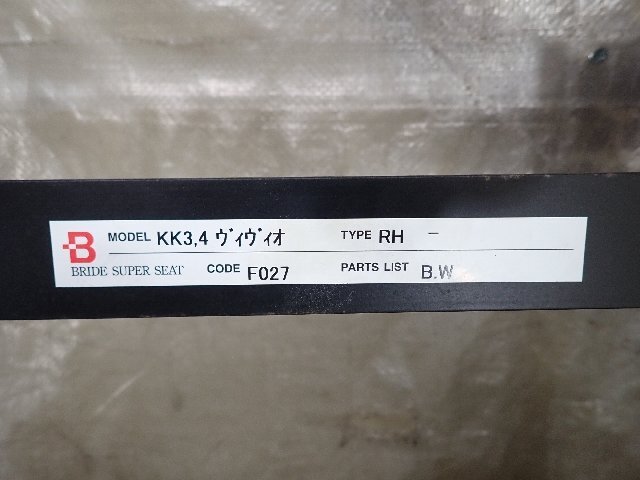 B MODEL KK3,4 ヴィヴィオ TYPE RH -
BRIDE SUPER SEAT CODE F027 PARTS LIST B.W